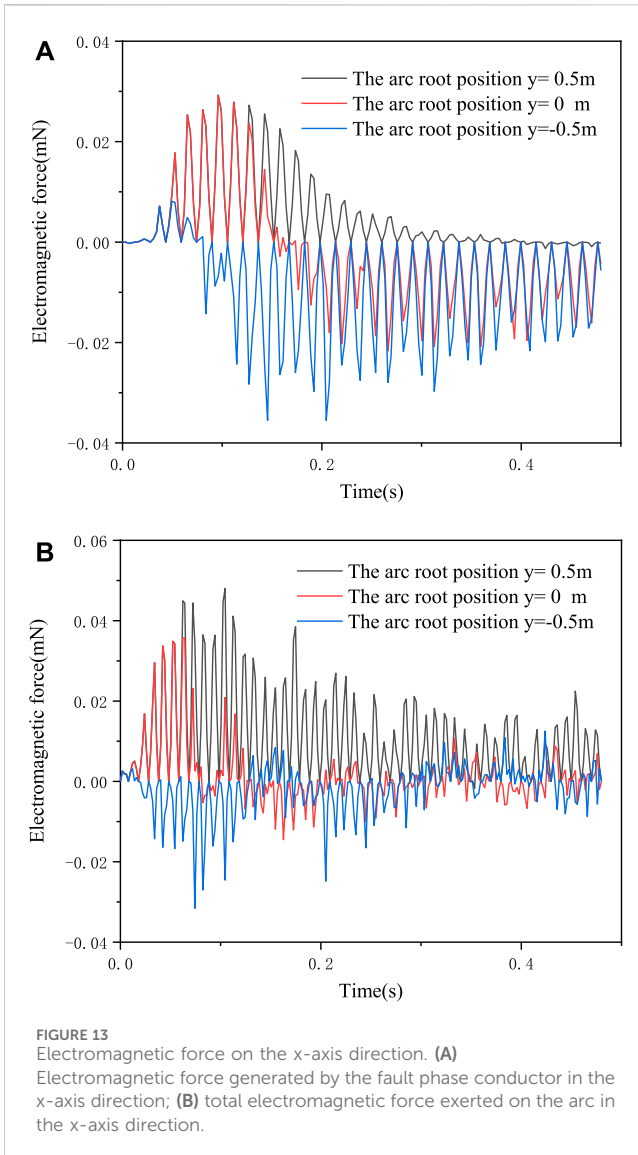 A
0.04
The arc root position y= 0.5m
The arc root position y= 0  m
The arc root position y=-0.5m
0.02
0.00
−0.02
−0.04
Electromagnetic force(mN)
0.0
0.2
0.4
Time(s)
B
0.06
The arc root position y= 0.5m
The arc root position y= 0  m
The arc root position y=-0.5m
0.04
0.02
0.00
−0.02
−0.04
Electromagnetic force(mN)
0.0
0.2
0.4
Time(s)
FIGURE 13
Electromagnetic force on the x-axis direction. (A)
Electromagnetic force generated by the fault phase conductor in the
x-axis direction; (B) total electromagnetic force exerted on the arc in
the x-axis direction.